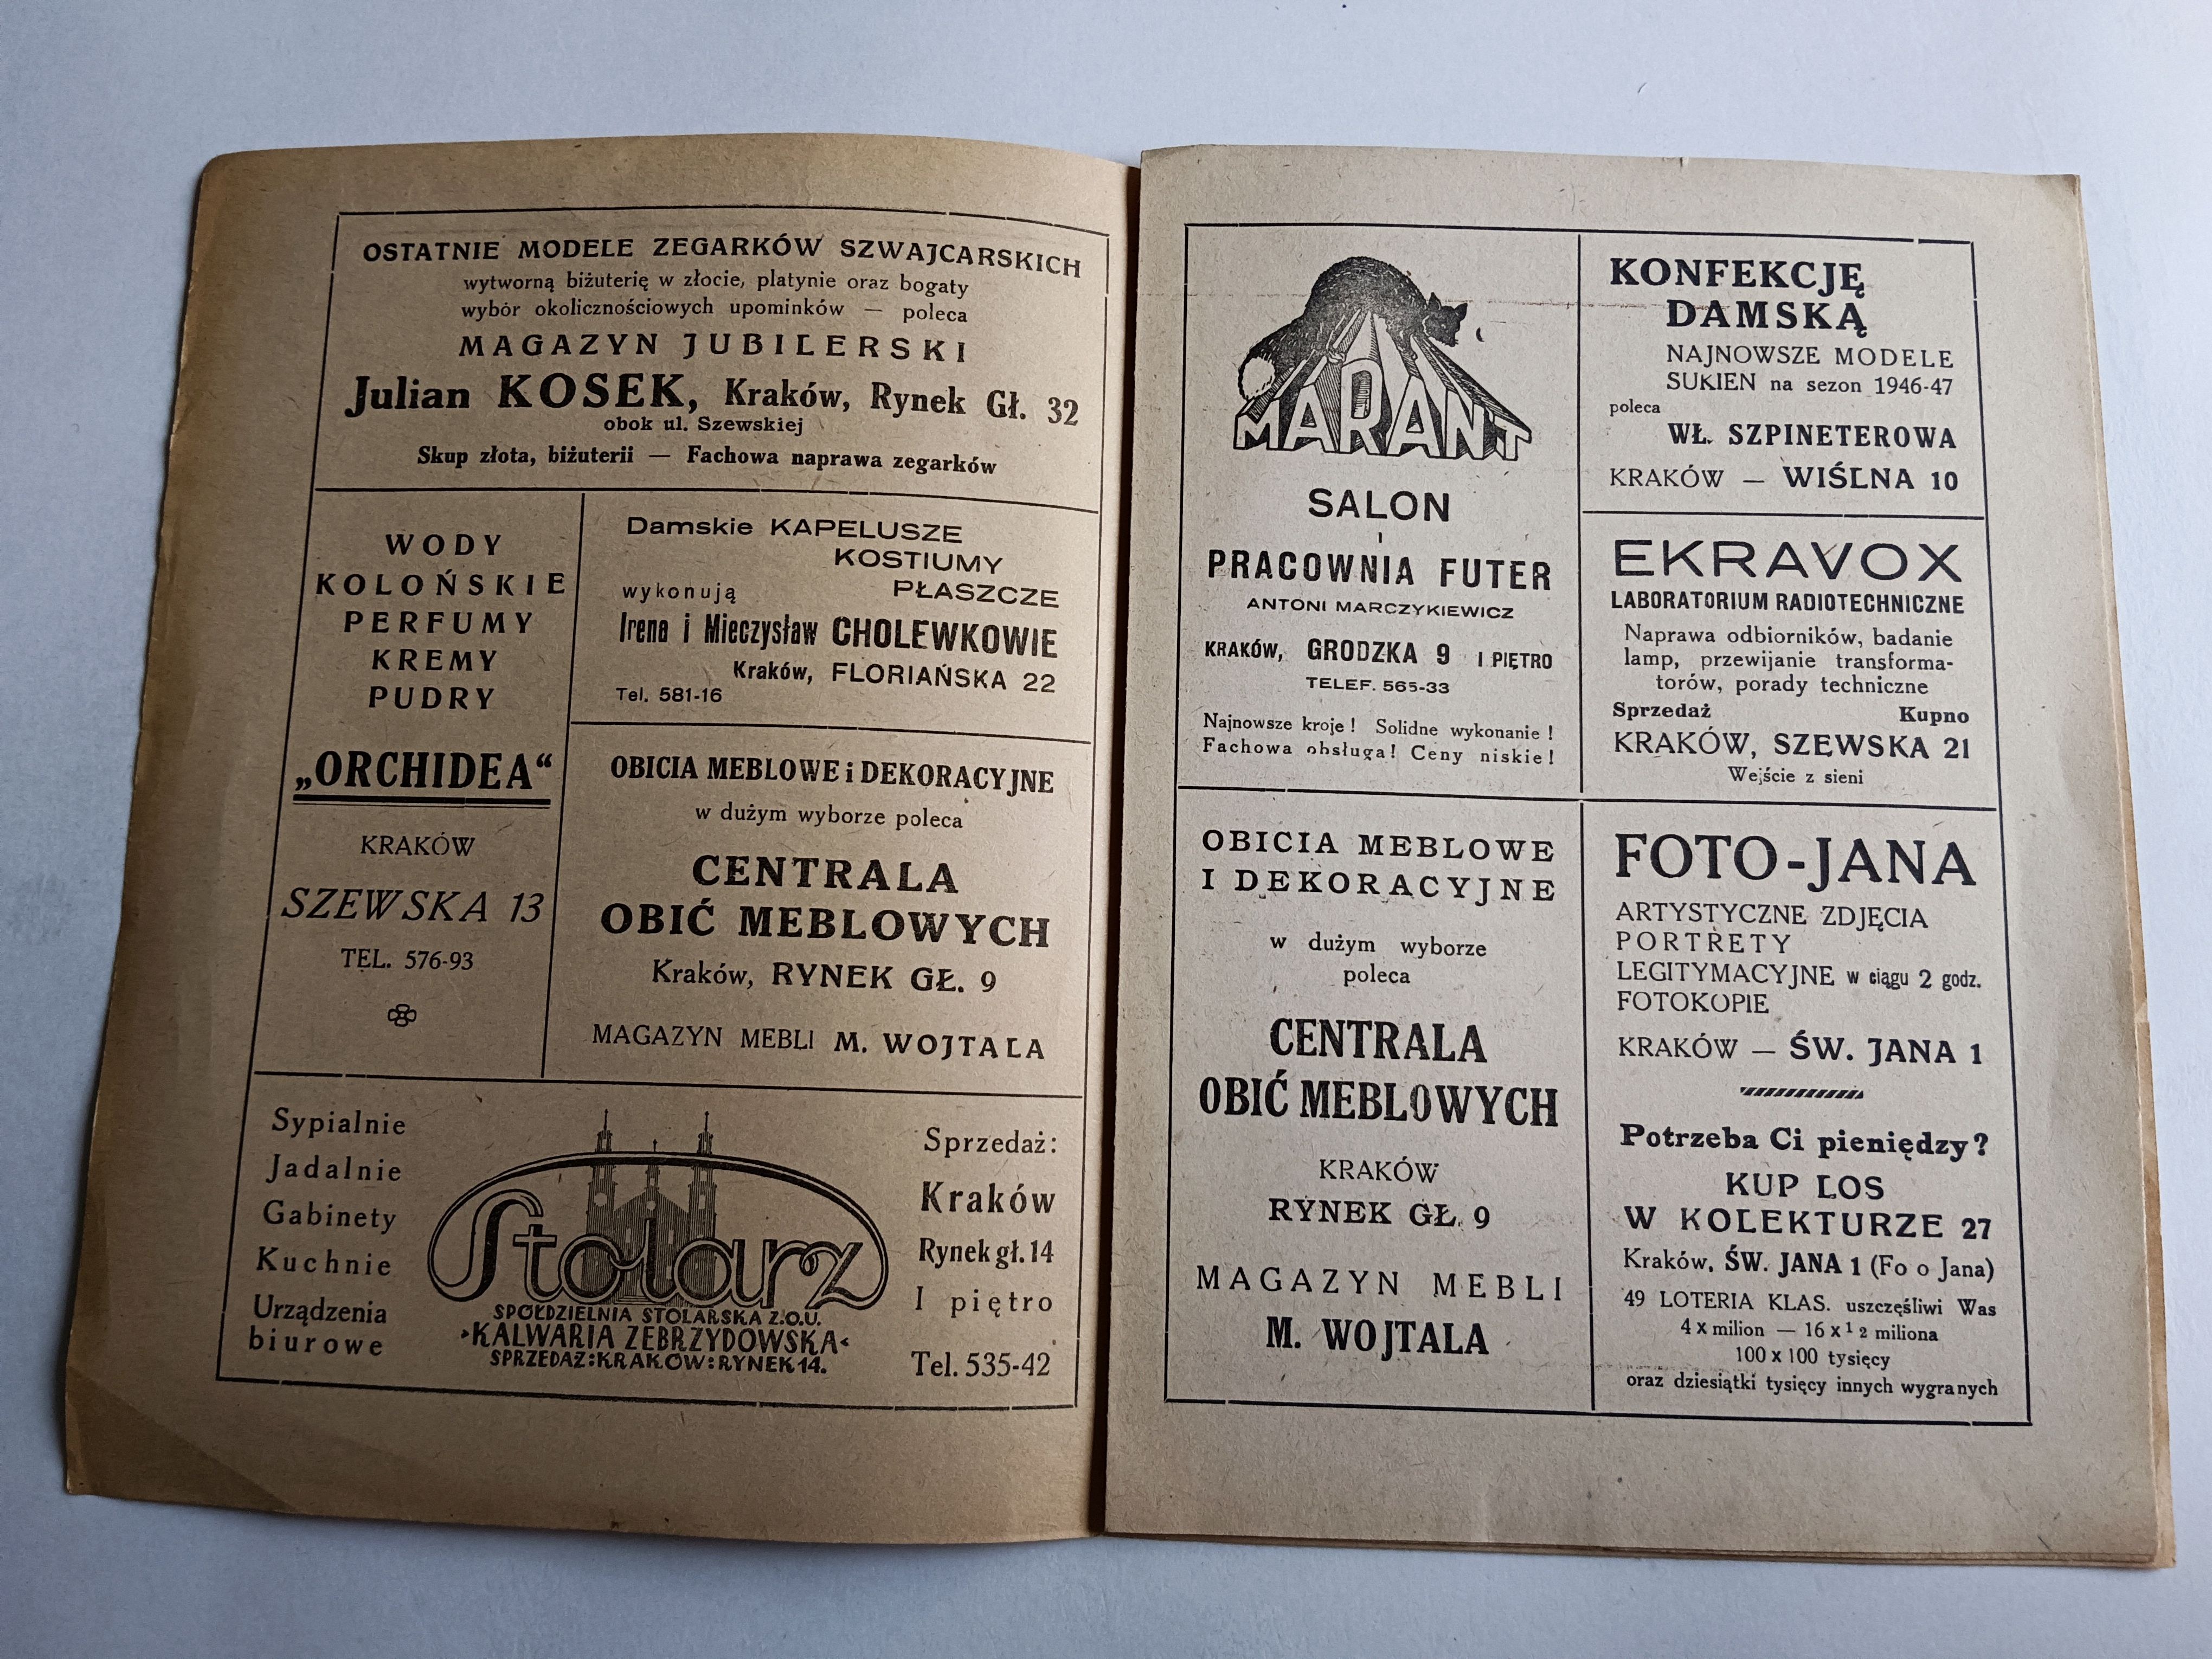 OSTATNIE MODELE ZEGARKÓW SZWAJCARSKICH
wytworną biżuterię w złocie, platynie oraz bogaty
wybór okolicznościowych upominków — poleca
MAGAZYN JUBILERSKI
Julian KOSEK, Kraków, Rynek Gł. 32
obok ul. Szewskiej
Skup złota, biżuterii — Fachowa naprawa zegarków
WODY
KOLOŃSKIE
PERFUMY
KREMY
PUDRY
„ORCHIDEA“
KRAKÓW
SZEWSKA 13
TEL. 576-93
Damskie KAPELUSZE
KOSTIUMY
wykonują PŁASZCZE
Irena i Mieczysław CHOLEWKOWIE
Kraków, FLORIAŃSKA 22
Tel. 581-16
OBICIA MEBLOWE i DEKORACYJNE
w dużym wyborze poleca
CENTRALA
OBIĆ MEBLOWYCH
Kraków, RYNEK GŁ. 9
MAGAZYN MEBLI M. WOJTALA
Sypialnie
Jadalnie
Gabinety
Kuchnie
Urządzenia
biurowe
Stolarz
SPÓŁDZIELNIA STOLARSKA Z.O.U.
›KALWARIA ZEBRZYDOWSKA‹
SPRZEDAŻ:KRAKÓW:RYNEK 14.
Sprzedaż:
Kraków
Rynek gł. 14
I piętro
Tel. 535-42
MARANT
SALON
i
PRACOWNIA FUTER
ANTONI MARCZYKIEWICZ
KRAKÓW, GRODZKA 9 I PIĘTRO
TELEF. 565-33
Najnowsze kroje! Solidne wykonanie!
Fachowa obsługa! Ceny niskie!
KONFEKCJĘ
DAMSKĄ
NAJNOWSZE MODELE
SUKIEN na sezon 1946-47
poleca
WŁ. SZPINETEROWA
KRAKÓW — WIŚLNA 10
EKRAVOX
LABORATORIUM RADIOTECHNICZNE
Naprawa odbiorników, badanie
lamp, przewijanie transforma-
torów, porady techniczne
Sprzedaż Kupno
KRAKÓW, SZEWSKA 21
Wejście z sieni
OBICIA MEBLOWE
I DEKORACYJNE
w dużym wyborze
poleca
CENTRALA
OBIĆ MEBLOWYCH
KRAKÓW
RYNEK GŁ. 9
MAGAZYN MEBLI
M. WOJTALA
FOTO-JANA
ARTYSTYCZNE ZDJĘCIA
PORTRETY
LEGITYMACYJNE w ciągu 2 godz.
FOTOKOPIE
KRAKÓW — ŚW. JANA 1
Potrzeba Ci pieniędzy?
KUP LOS
W KOLEKTURZE 27
Kraków, ŚW. JANA 1 (Fo o Jana)
49 LOTERIA KLAS. uszczęśliwi Was
4 x milion — 16 x 1 2 miliona
100 x 100 tysięcy
oraz dziesiątki tysięcy innych wygranych